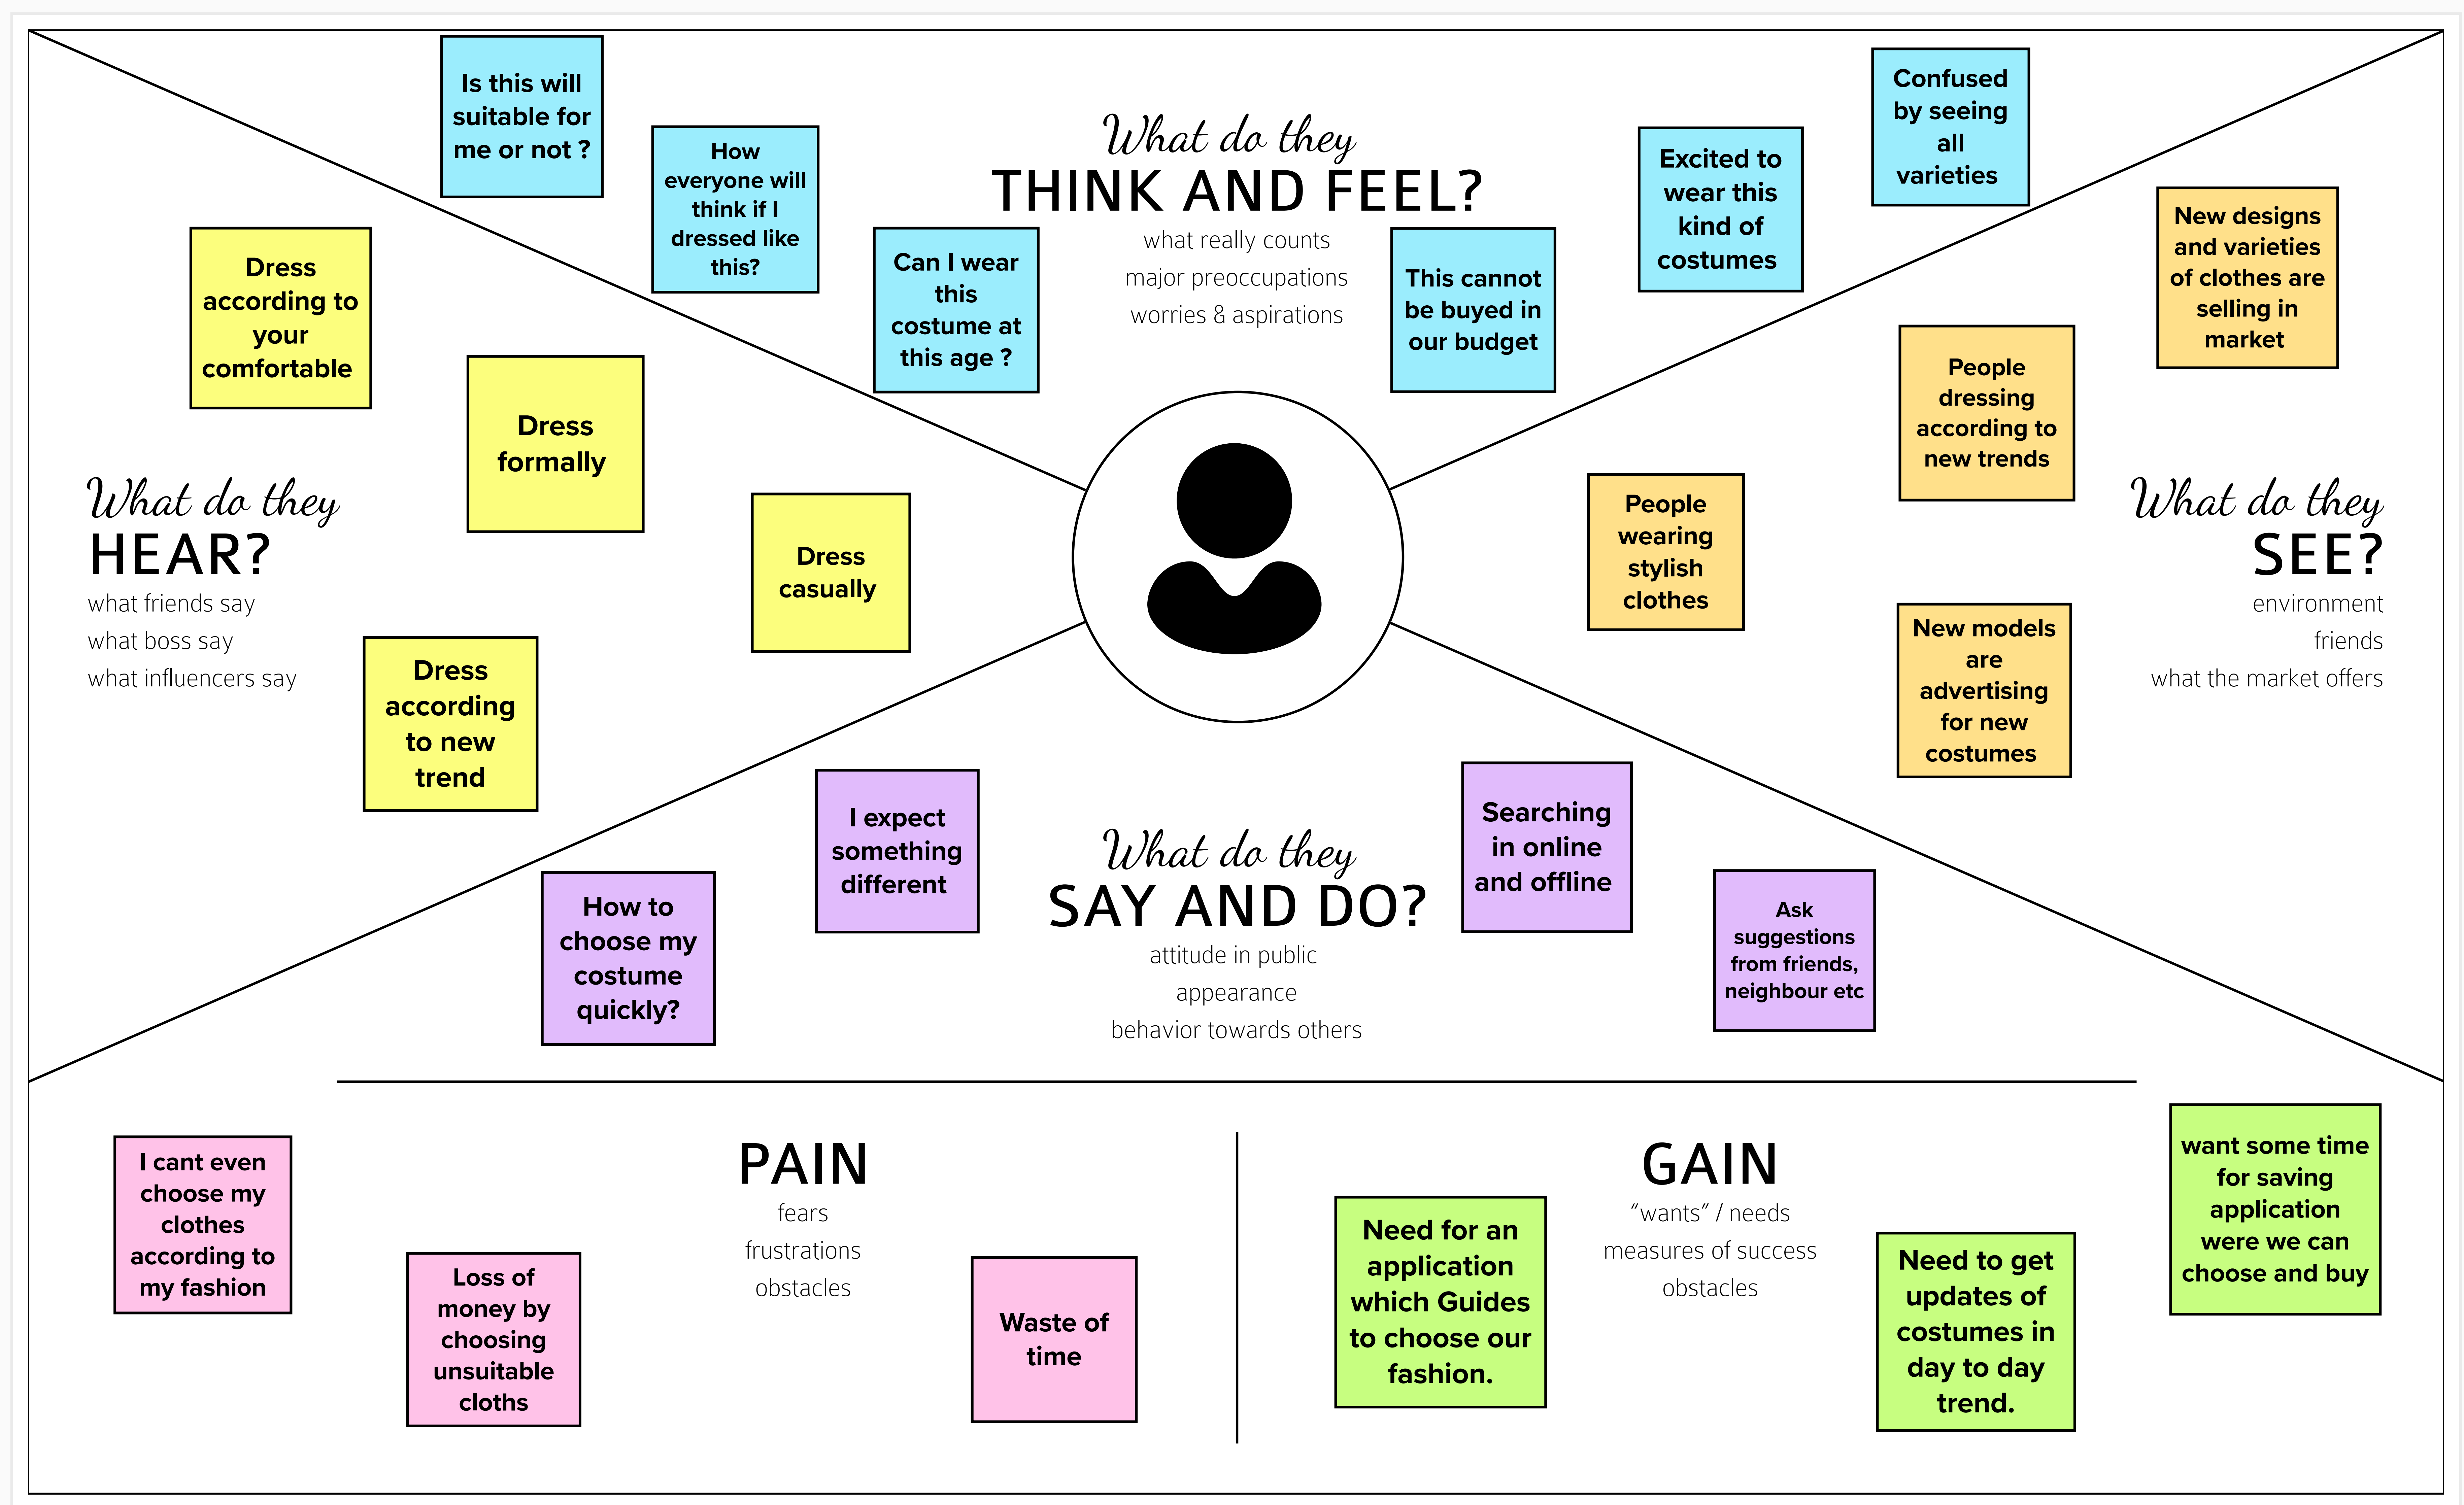 Is this will
suitable for
me or not ?
How
everyone will
think if I
dressed like
this?
Can I wear
this
costume at
this age ?
What do they
THINK AND FEEL?
what really counts
major preoccupations
worries & aspirations
This cannot
be buyed in
our budget
Excited to
wear this
kind of
costumes
Confused
by seeing
all
varieties
Dress
according to
your
comfortable
Dress
formally
Dress
casually
What do they
HEAR?
what friends say
what boss say
what influencers say
Dress
according
to new
trend
New designs
and varieties
of clothes are
selling in
market
People
dressing
according to
new trends
People
wearing
stylish
clothes
What do they
SEE?
environment
friends
what the market offers
New models
are
advertising
for new
costumes
How to
choose my
costume
quickly?
I expect
something
different
What do they
SAY AND DO?
attitude in public
appearance
behavior towards others
Searching
in online
and offline
Ask
suggestions
from friends,
neighbour etc
I cant even
choose my
clothes
according to
my fashion
Loss of
money by
choosing
unsuitable
cloths
PAIN
fears
frustrations
obstacles
Waste of
time
Need for an
application
which Guides
to choose our
fashion.
GAIN
“wants” / needs
measures of success
obstacles
Need to get
updates of
costumes in
day to day
trend.
want some time
for saving
application
were we can
choose and buy